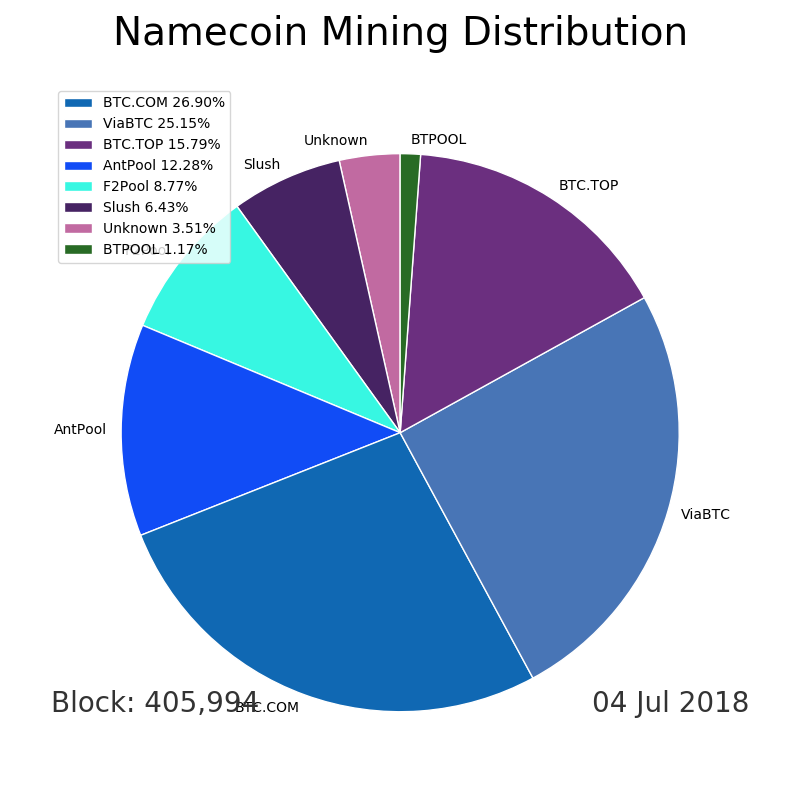 Namecoin Mining Distribution
BTC.COM 26.90%
ViaBTC 25.15%
BTC.TOP 15.79%
AntPool 12.28%
F2Pool 8.77%
Slush 6.43%
Unknown 3.51%
BTPOOL 1.17%
Slush
Unknown
BTPOOL
BTC.TOP
AntPool
ViaBTC
BTC.COM
Block: 405,994
04 Jul 2018